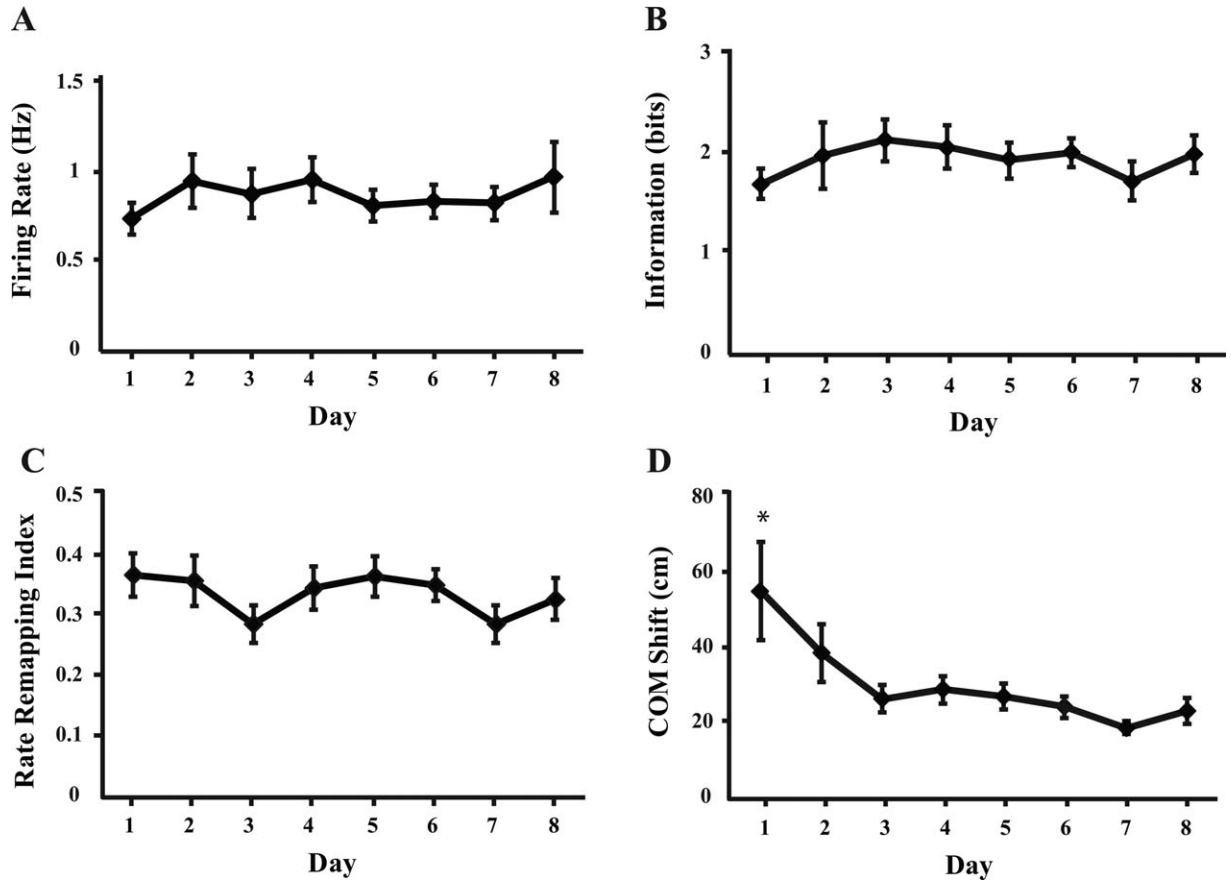 A
Firing Rate (Hz)
1.5
1
0.5
0
1 2 3 4 5 6 7 8
Day
B
Information (bits)
3
2
1
0
1 2 3 4 5 6 7 8
Day
C
Rate Remapping Index
0.5
0.4
0.3
0.3
0.1
0
1 2 3 4 5 6 7 8
Day
D
COM Shift (cm)
80
60
40
20
0
*
1 2 3 4 5 6 7 8
Day